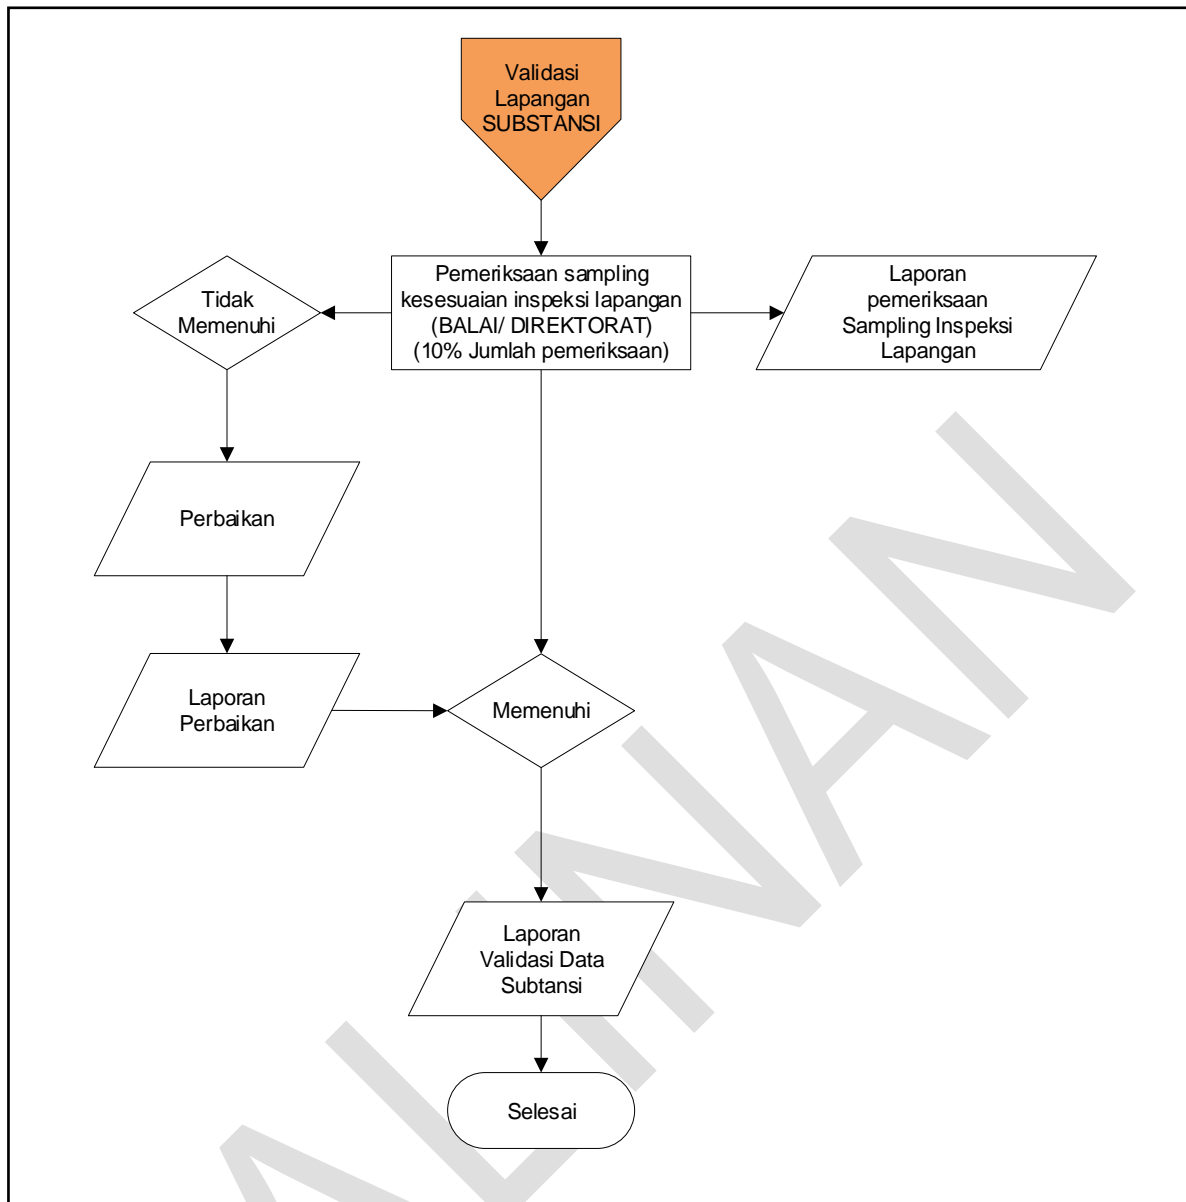 Validasi
Lapangan
SUBSTANSI
Tidak
Memenuhi
Pemeriksaan sampling
kesesuaian inspeksi lapangan
(BALAI/ DIREKTORAT)
(10% Jumlah pemeriksaan)
Laporan
pemeriksaan
Sampling Inspeksi
Lapangan
Perbaikan
Laporan
Perbaikan
Memenuhi
Laporan
Validasi Data
Subtansi
Selesai
ALINAN